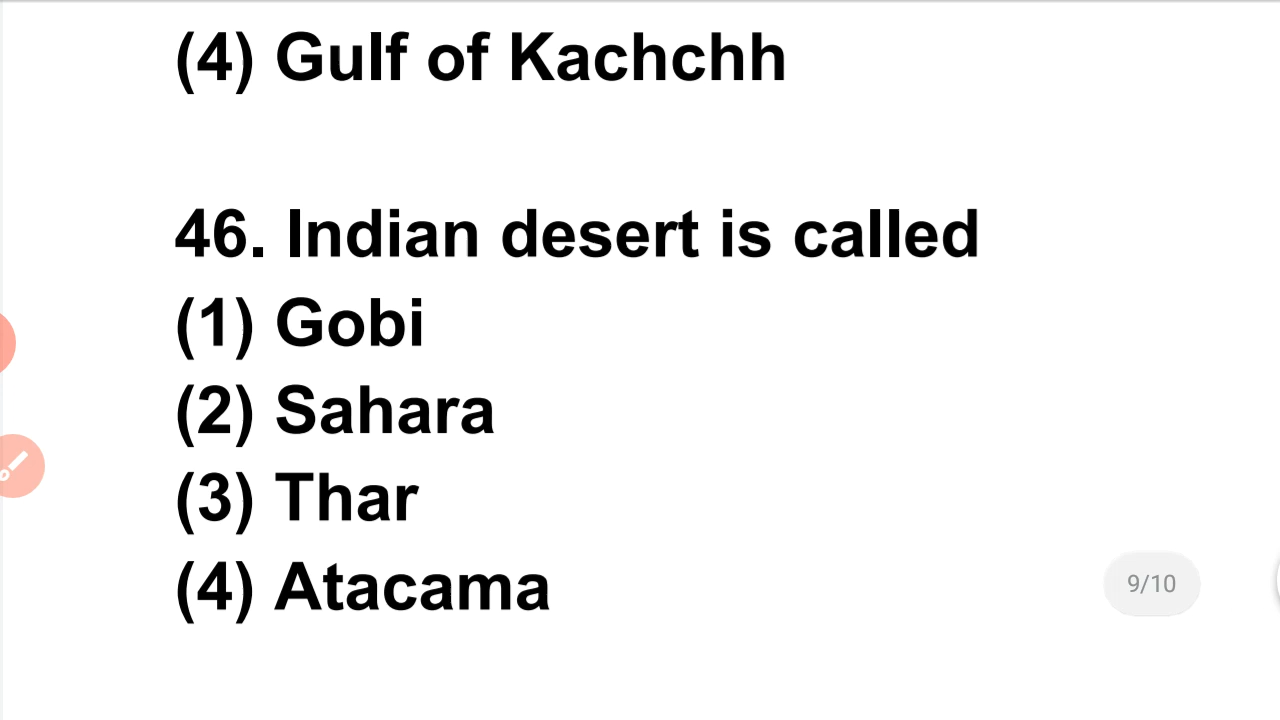 (4) Gulf of Kachchh
46. Indian desert is called
(1) Gobi
(2) Sahara
(3) Thar
(4) Atacama
9/10